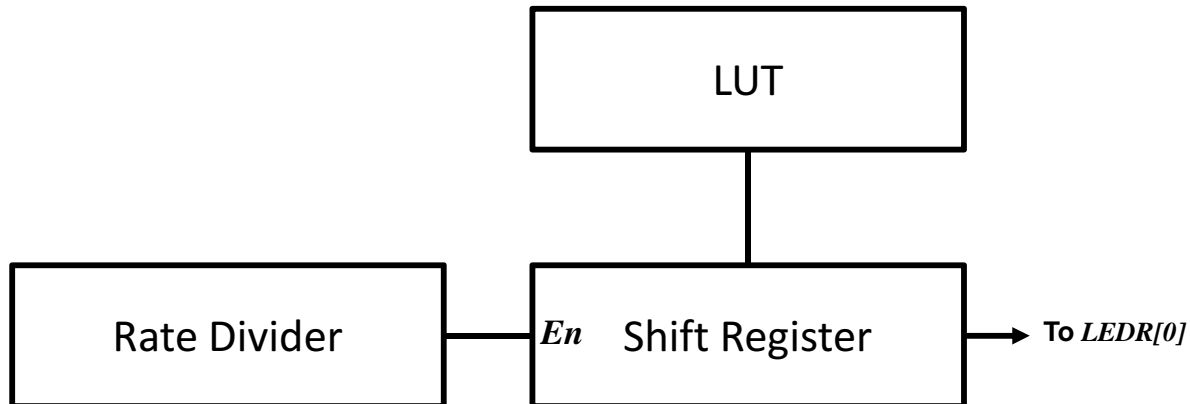 LUT
Rate Divider
En
Shift Register
To LEDR[0]